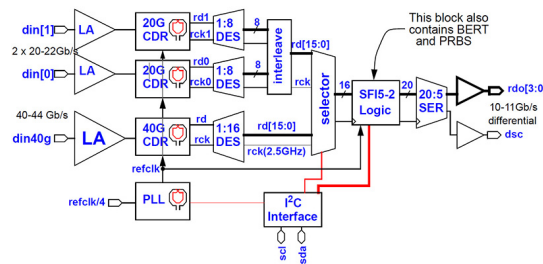 This block also
contains BERT
and PRBS
din[1]
LA
20G
CDR
rd1
rck1
1:8
DES
8
2 x 20-22Gb/s
din[0]
LA
20G
CDR
rd0
rck0
1:8
DES
8
interleave
rd[15:0]
rck
selector
16
SFI5-2
Logic
20
20:5
SER
rdo[3:0
10-11Gb/s
differential
dsc
40-44 Gb/s
din40g
LA
40G
CDR
rd
rck
1:16
DES
rd[15:0]
rck(2.5GHz)
refclk
refclk/4
PLL
I2C
Interface
scl
sda